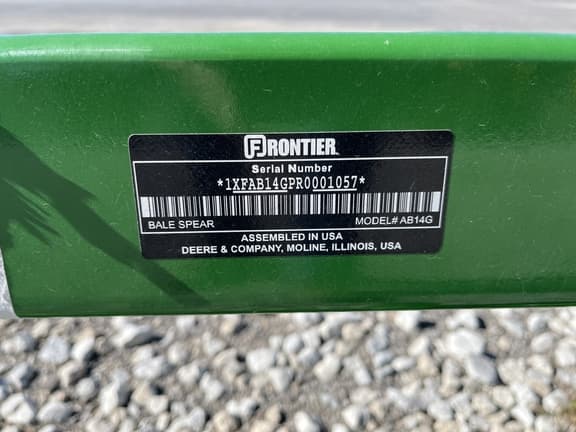 FRONTIER
Serial Number
*1XFAB14GPR0001057*
BALE SPEAR MODEL# AB14G
ASSEMBLED IN USA
DEERE & COMPANY, MOLINE, ILLINOIS, USA